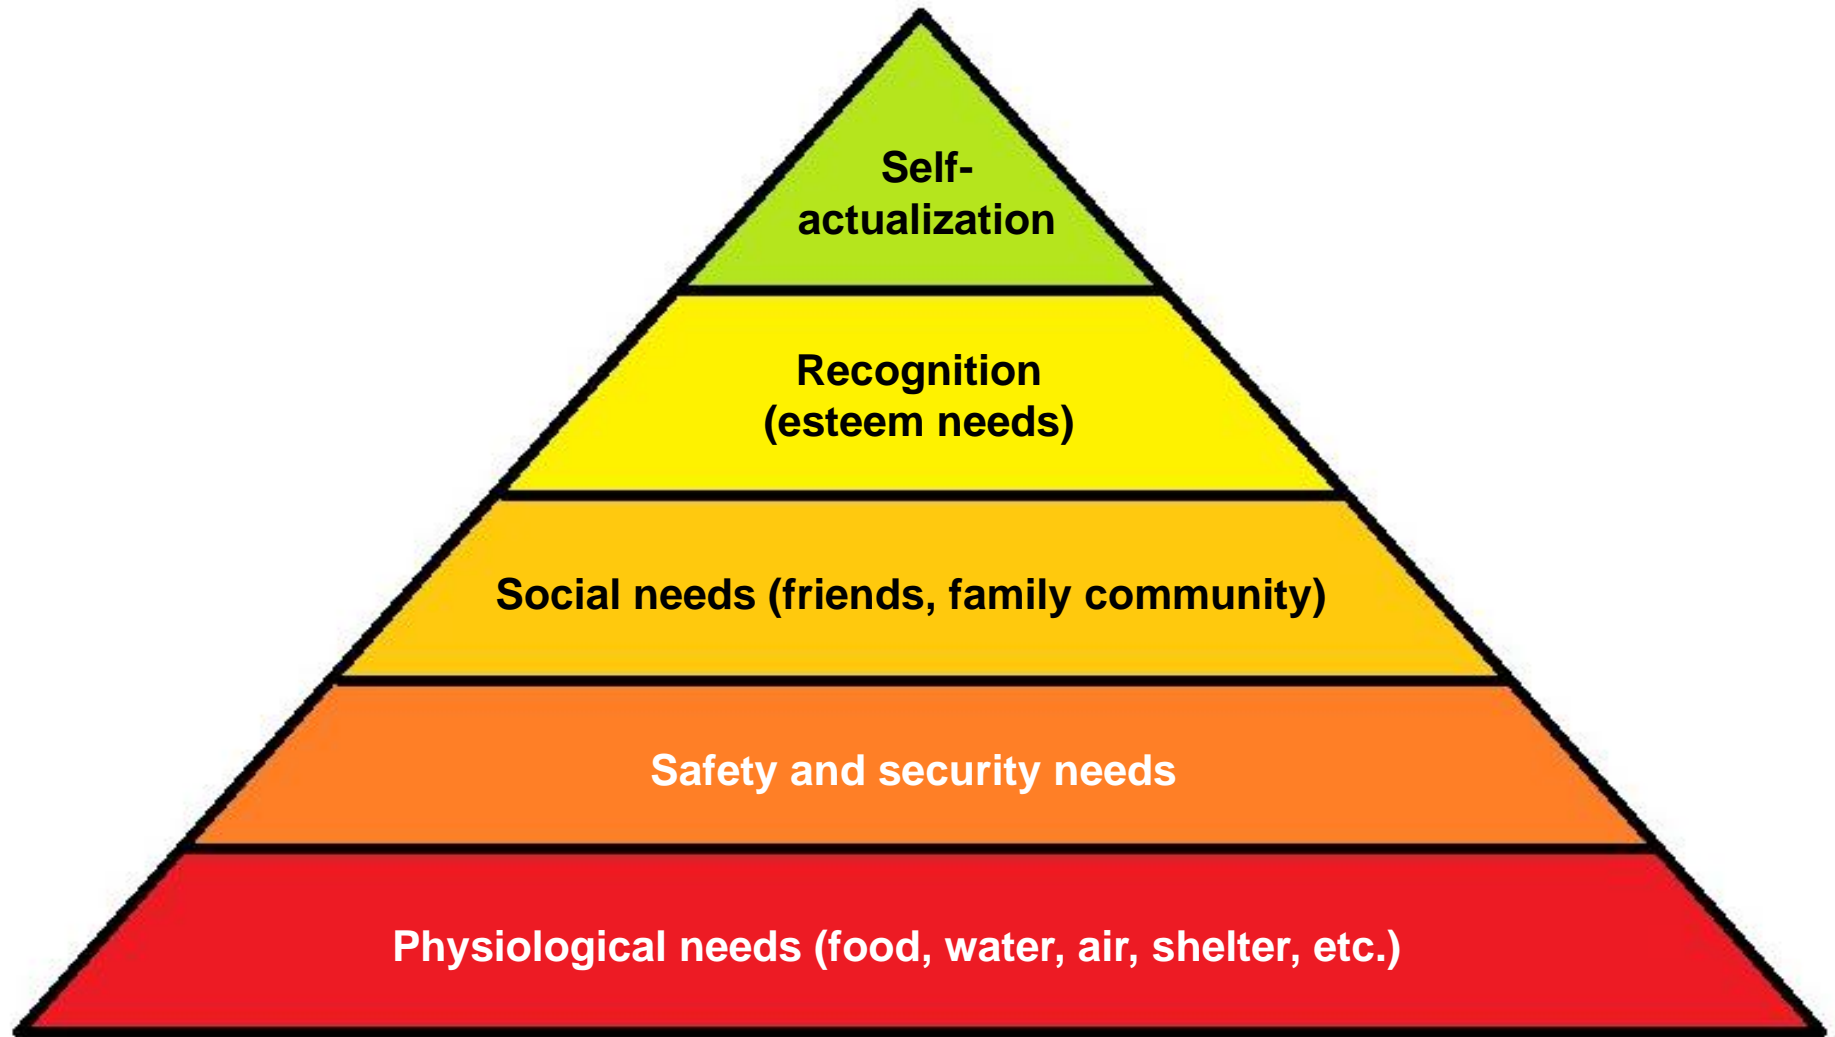 Self-
actualization
Recognition
(esteem needs)
Social needs (friends, family community)
Safety and security needs
Physiological needs (food, water, air, shelter, etc.)